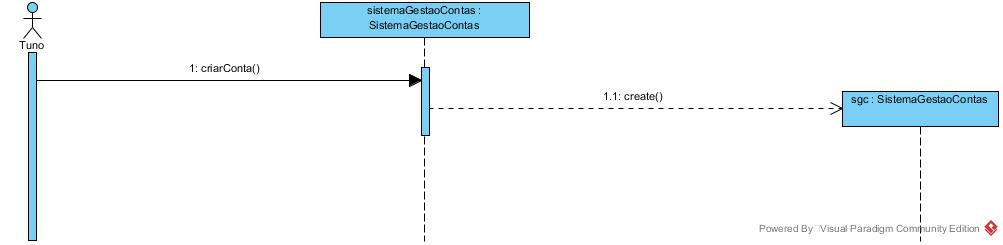 sistemaGestaoContas :
SistemaGestaoContas
Tuno
1: criarConta()
1.1: create()
sgc : SistemaGestaoContas
Powered By Visual Paradigm Community Edition